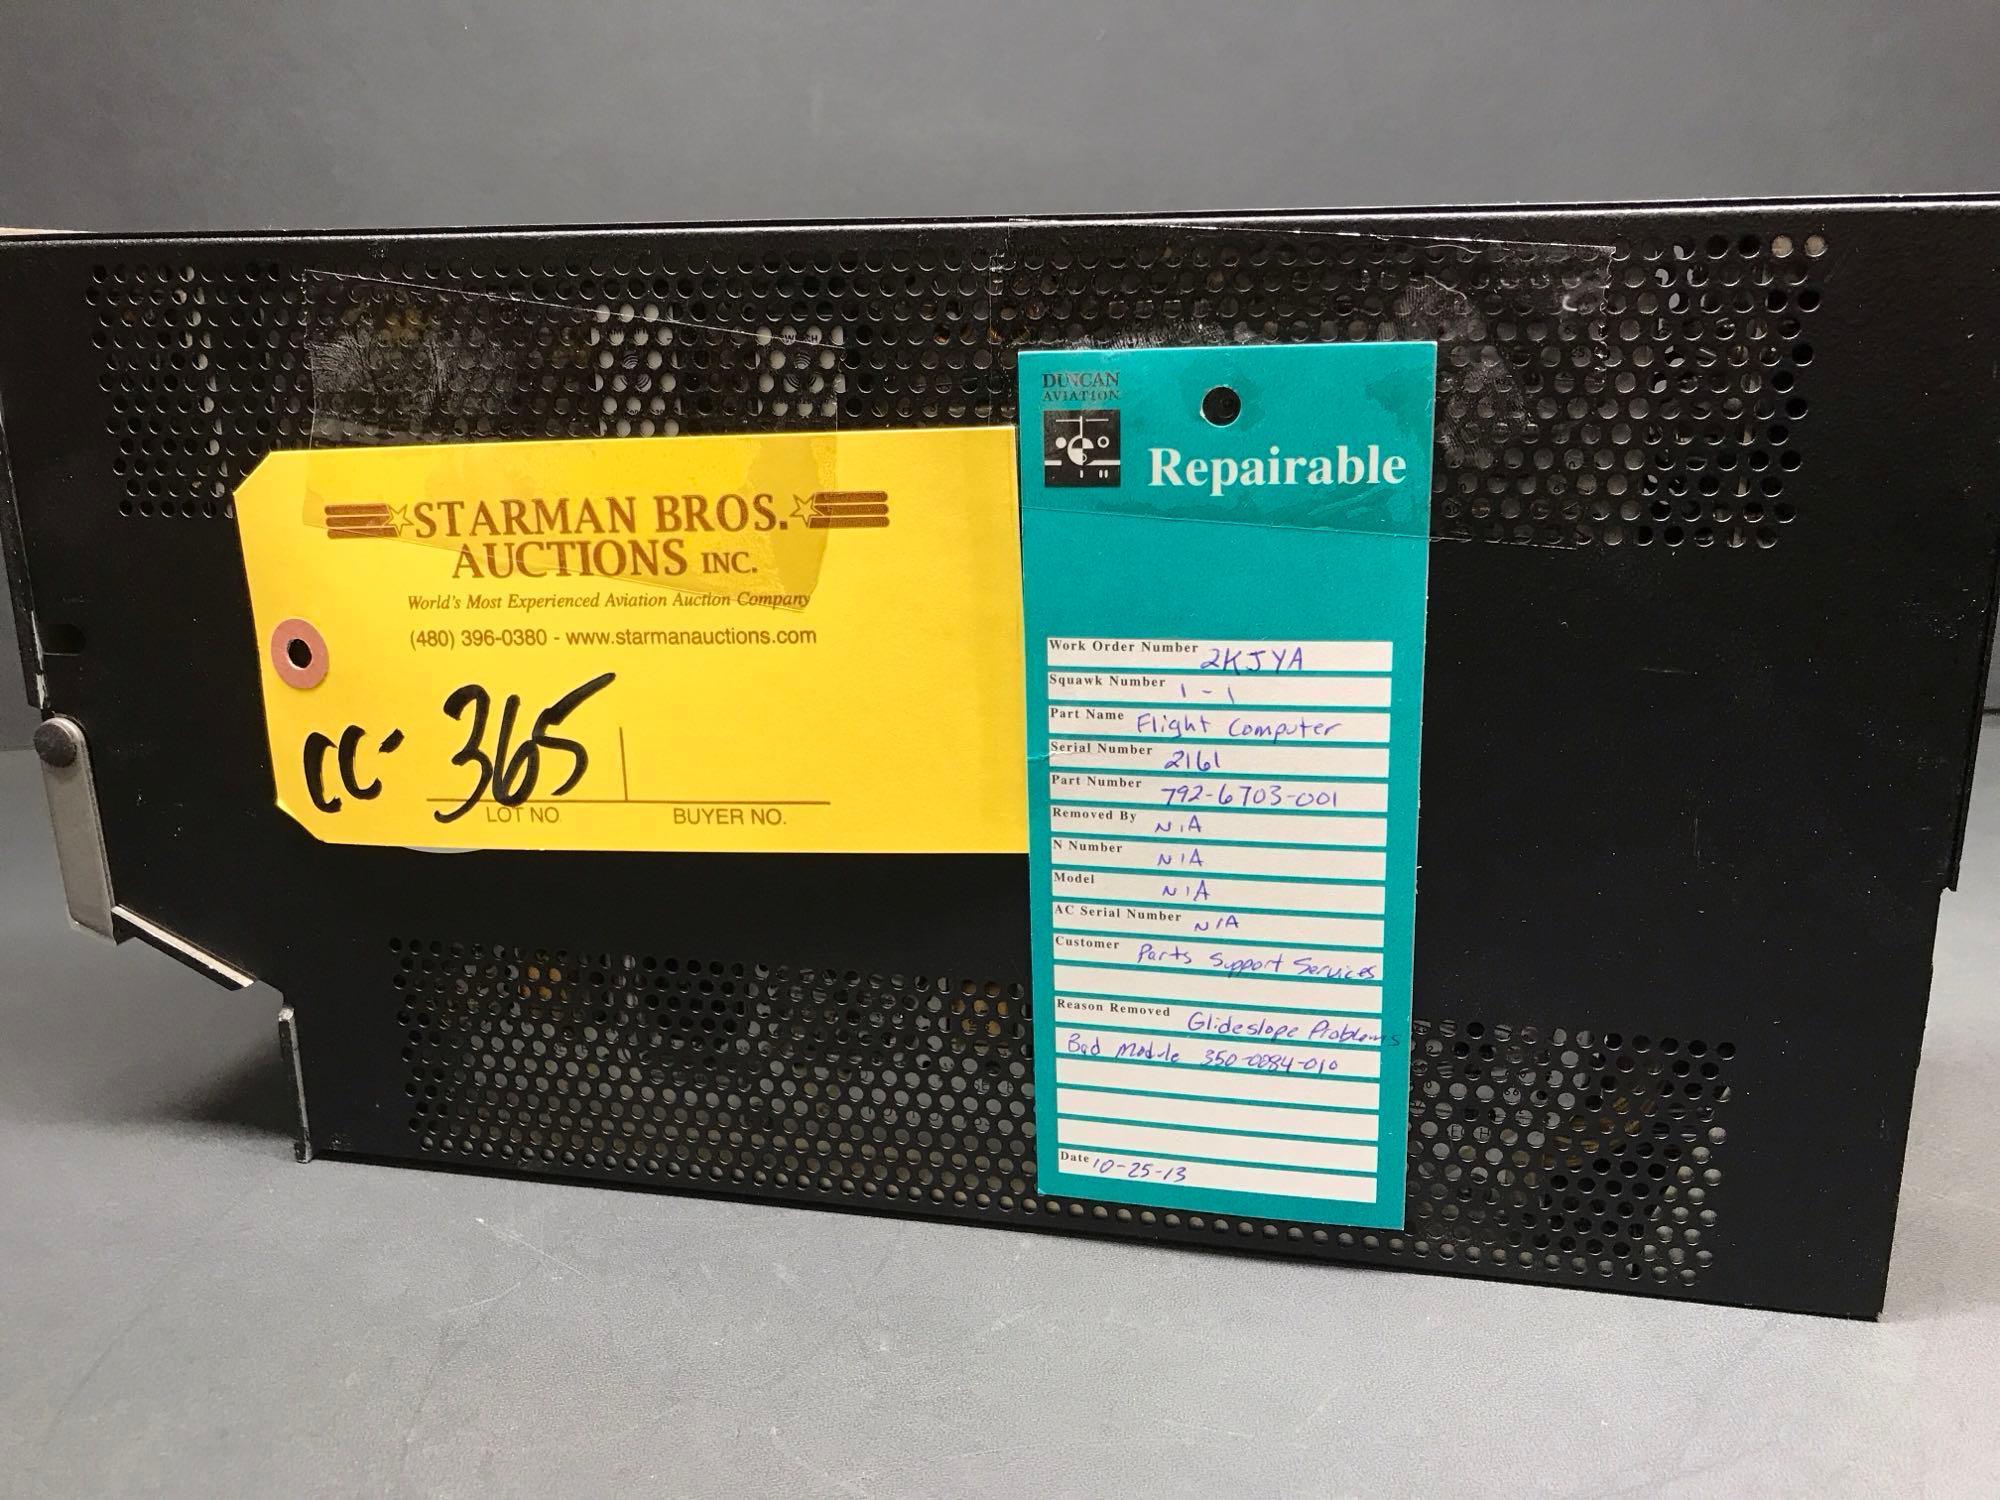 STARMAN BROS.
AUCTIONS INC.
World's Most Experienced Aviation Auction Company
(480) 396-0380 - www.starmanauctions.com
CC- 365
LOT NO.
BUYER NO.
DUNCAN
AVIATION
Repairable
Work Order Number 2KJYA
Squawk Number 1-1
Part Name Flight Computer
Serial Number 2161
Part Number 792-6703-001
Removed By N/A
N Number N/A
Model N/A
AC Serial Number N/A
Customer Parts Support Services
Reason Removed Glideslope Problems
Bad Module 350-0084-010
Date 10-25-13